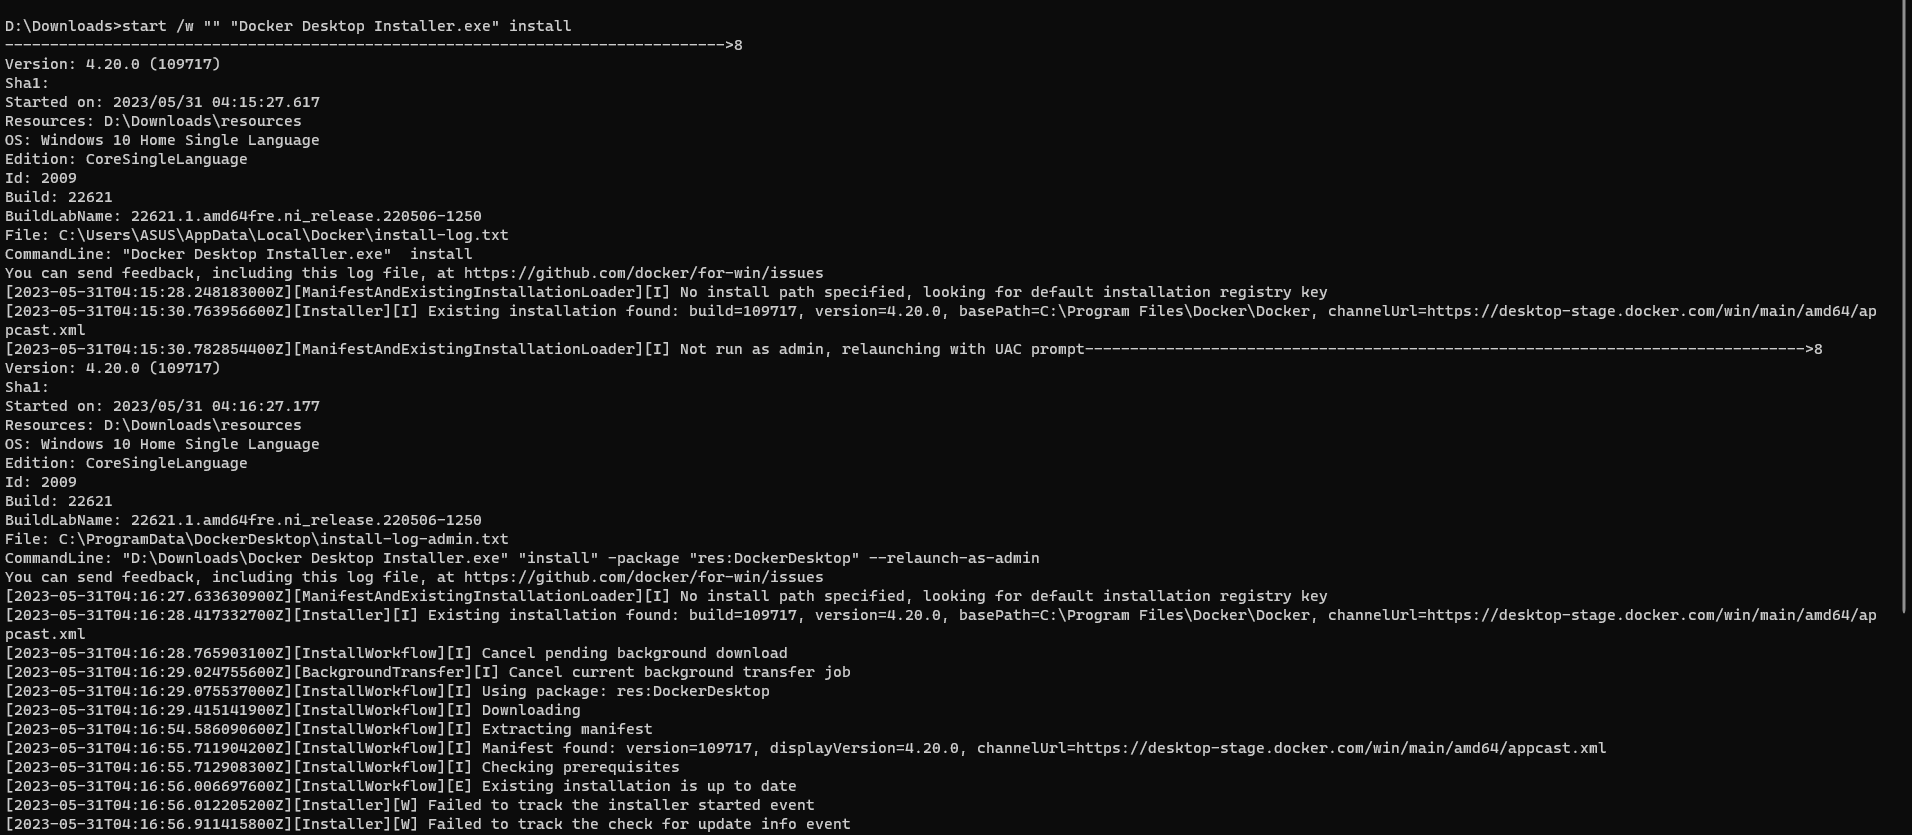 D:\Downloads>start /w "" "Docker Desktop Installer.exe" install
-------------------------------------------------------------------------------->8
Version: 4.20.0 (109717)
Sha1:
Started on: 2023/05/31 04:15:27.617
Resources: D:\Downloads\resources
OS: Windows 10 Home Single Language
Edition: CoreSingleLanguage
Id: 2009
Build: 22621
BuildLabName: 22621.1.amd64fre.ni_release.220506-1250
File: C:\Users\ASUS\AppData\Local\Docker\install-log.txt
CommandLine: "Docker Desktop Installer.exe"  install
You can send feedback, including this log file, at https://github.com/docker/for-win/issues
[2023-05-31T04:15:28.248183000Z][ManifestAndExistingInstallationLoader][I] No install path specified, looking for default installation registry key
[2023-05-31T04:15:30.763956600Z][Installer][I] Existing installation found: build=109717, version=4.20.0, basePath=C:\Program Files\Docker\Docker, channelUrl=https://desktop-stage.docker.com/win/main/amd64/ap
pcast.xml
[2023-05-31T04:15:30.782854400Z][ManifestAndExistingInstallationLoader][I] Not run as admin, relaunching with UAC prompt-------------------------------------------------------------------------------->8
Version: 4.20.0 (109717)
Sha1:
Started on: 2023/05/31 04:16:27.177
Resources: D:\Downloads\resources
OS: Windows 10 Home Single Language
Edition: CoreSingleLanguage
Id: 2009
Build: 22621
BuildLabName: 22621.1.amd64fre.ni_release.220506-1250
File: C:\ProgramData\DockerDesktop\install-log-admin.txt
CommandLine: "D:\Downloads\Docker Desktop Installer.exe" "install" -package "res:DockerDesktop" --relaunch-as-admin
You can send feedback, including this log file, at https://github.com/docker/for-win/issues
[2023-05-31T04:16:27.633630900Z][ManifestAndExistingInstallationLoader][I] No install path specified, looking for default installation registry key
[2023-05-31T04:16:28.417332700Z][Installer][I] Existing installation found: build=109717, version=4.20.0, basePath=C:\Program Files\Docker\Docker, channelUrl=https://desktop-stage.docker.com/win/main/amd64/ap
pcast.xml
[2023-05-31T04:16:28.765903100Z][InstallWorkflow][I] Cancel pending background download
[2023-05-31T04:16:29.024755600Z][BackgroundTransfer][I] Cancel current background transfer job
[2023-05-31T04:16:29.075537000Z][InstallWorkflow][I] Using package: res:DockerDesktop
[2023-05-31T04:16:29.415141900Z][InstallWorkflow][I] Downloading
[2023-05-31T04:16:54.586090600Z][InstallWorkflow][I] Extracting manifest
[2023-05-31T04:16:55.711904200Z][InstallWorkflow][I] Manifest found: version=109717, displayVersion=4.20.0, channelUrl=https://desktop-stage.docker.com/win/main/amd64/appcast.xml
[2023-05-31T04:16:55.712908300Z][InstallWorkflow][I] Checking prerequisites
[2023-05-31T04:16:56.006697600Z][InstallWorkflow][E] Existing installation is up to date
[2023-05-31T04:16:56.012205200Z][Installer][W] Failed to track the installer started event
[2023-05-31T04:16:56.911415800Z][Installer][W] Failed to track the check for update info event